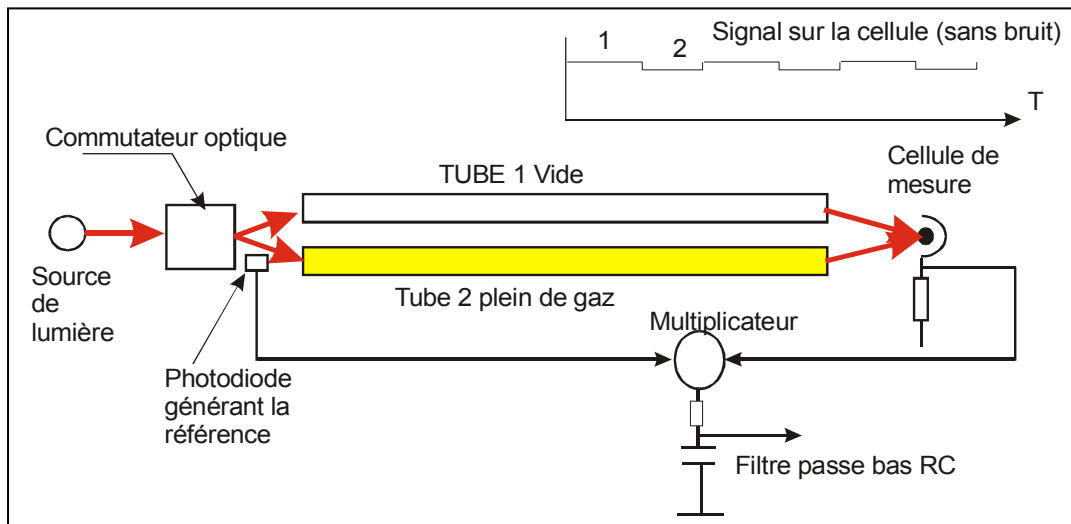 Signal sur la cellule (sans bruit)
1
2
T
Commutateur optique
Cellule de
mesure
TUBE 1 Vide
Source
de
lumière
Tube 2 plein de gaz
Multiplicateur
Photodiode
générant la
référence
Filtre passe bas RC